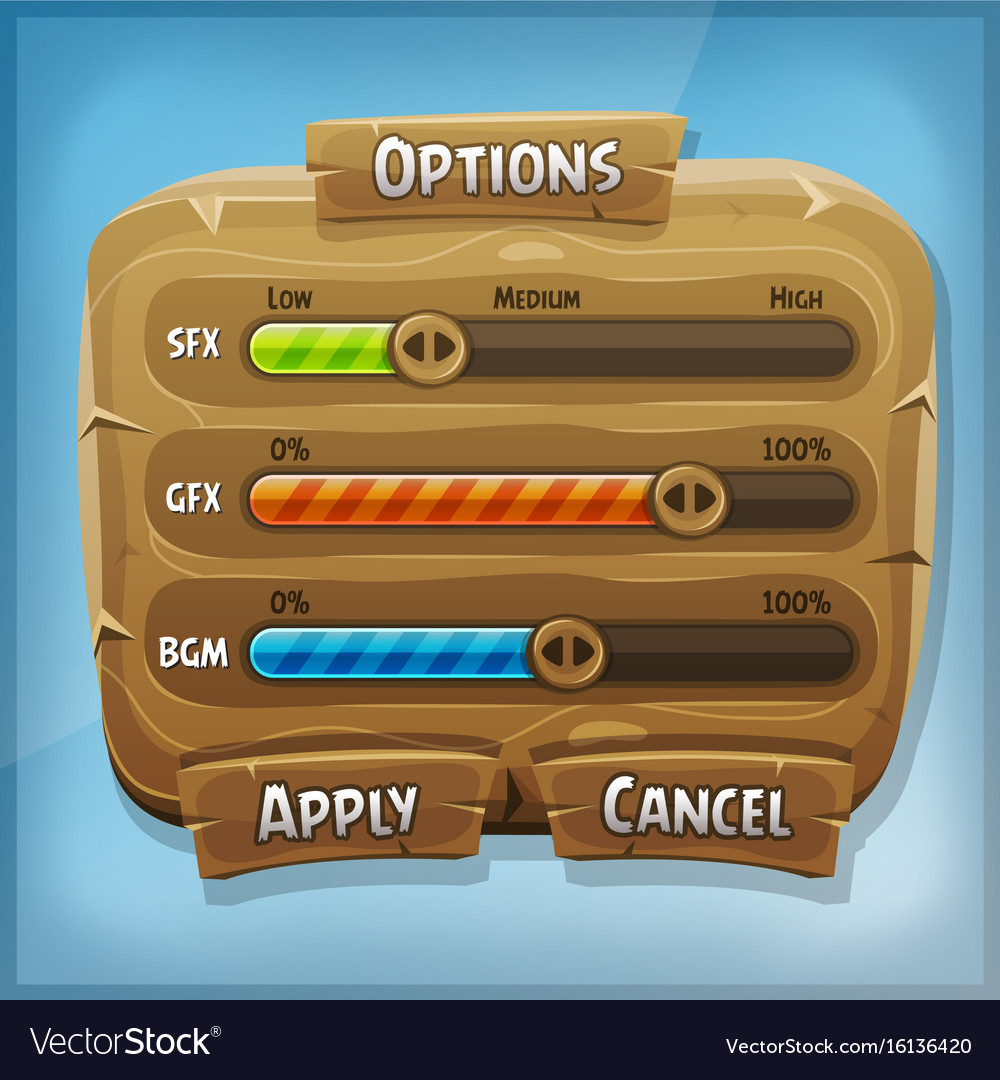 Options
Low Medium High
SFX
0% 100%
GFX
0% 100%
BGM
Apply Cancel
VectorStock® VectorStock.com/16136420